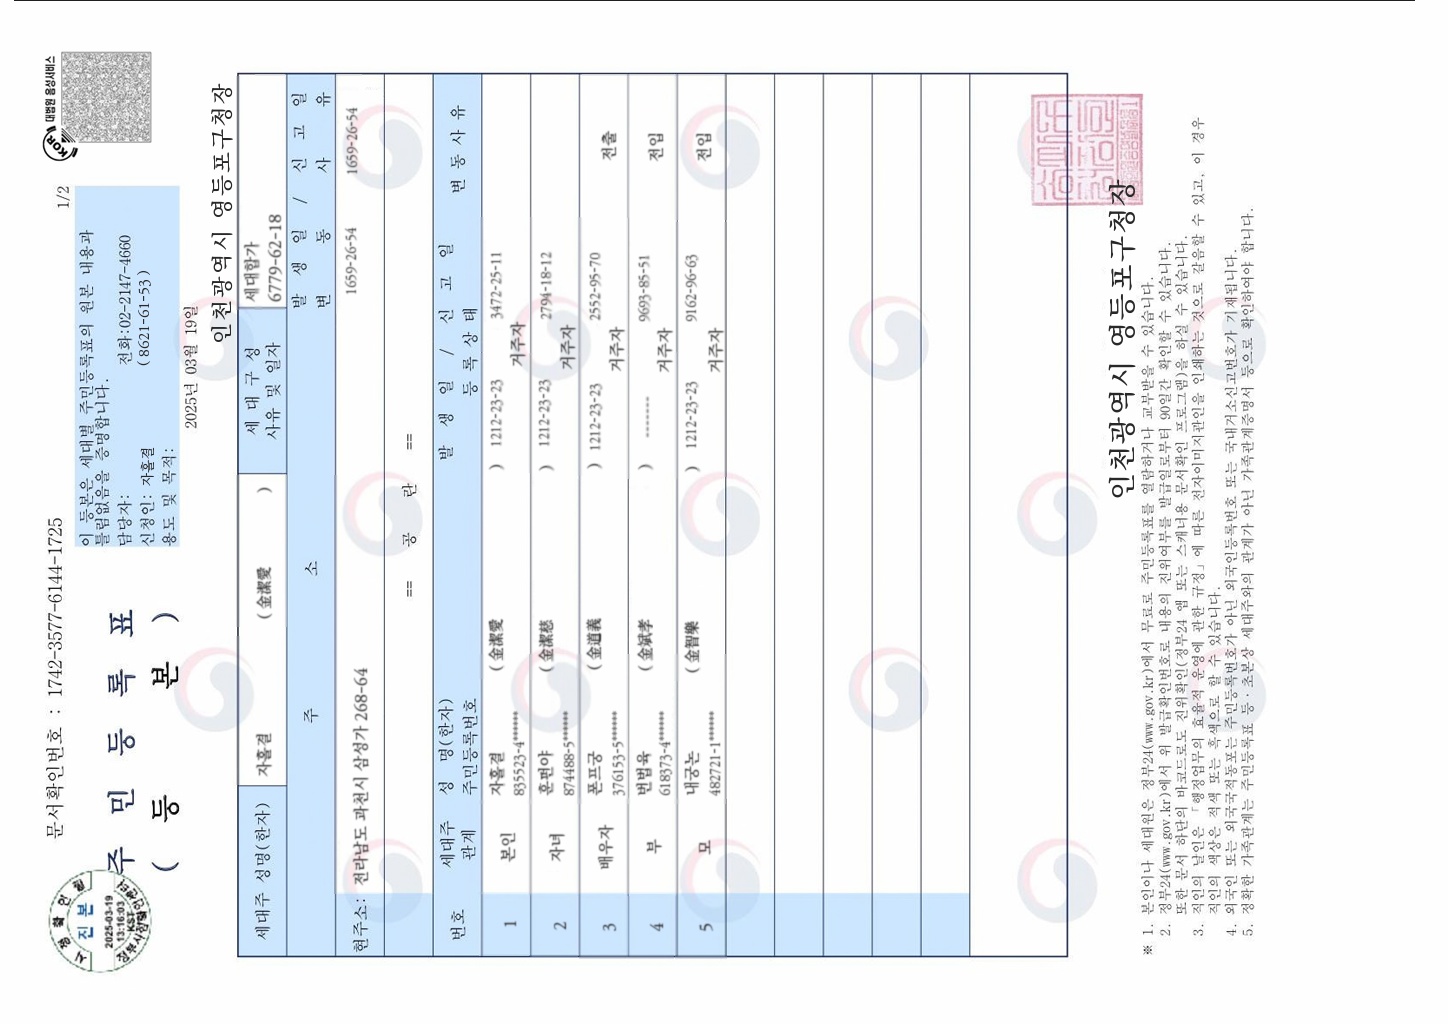 문서확인번호 : 1742-3577-6144-1725
1/2
대법원 음성서비스
KOR
주 민 등 록 표
( 등 본 )
이 등본은 세대별 주민등록표의 원본 내용과
틀림없음을 증명합니다.
담당자: 전화:02-2147-4660
신청인: 자홀결 (8621-61-53)
용도 및 목적:
2025년 03월 19일
시 점 확 인 필
진 본
2025-03-19
13:16:03
KST
인천광역시 영등포구청장
세대주 성명(한자) 자홀결 (金潔愛 ) 세 대 구 성 사유 및 일자 세대합가
6779-62-18
주 소 발 생 일 / 신 고 일
변 동 사 유
현주소: 전라남도 과천시 삼성가 268-64 1659-26-54 1659-26-54
== 공 란 ==
번호 세대주 관계 성 명(한자) 주민등록번호 발 생 일 / 신 고 일 등 록 상 태 변 동 사 유
1 본인 자홀결 (金潔愛 ) 1212-23-23 3472-25-11
835523-4****** 거주자
2 자녀 훈편야 (金潔慈 ) 1212-23-23 2794-18-12
874488-5****** 거주자
3 배우자 폰프궁 (金道義 ) 1212-23-23 2552-95-70 전출
376153-5****** 거주자
4 부 번법육 (金斌孝 ) ------- 9693-85-51 전입
618373-4****** 거주자
5 모 내궁논 (金智樂 ) 1212-23-23 9162-96-63 전입
482721-1****** 거주자
인천광역시 영등포구청장
※ 1. 본인이나 세대원은 정부24(www.gov.kr)에서 무료로 주민등록표를 열람하거나 교부받을 수 있습니다.
2. 정부24(www.gov.kr)에서 위 발급확인번호로 내용의 진위여부를 발급일로부터 90일간 확인할 수 있습니다.
또한 문서 하단의 바코드로도 진위확인(정부24 앱 또는 스캐너용 문서확인 프로그램)을 하실 수 있습니다.
3. 직인의 날인은 「행정업무의 효율적 운영에 관한 규정」에 따른 전자이미지관인을 인쇄하는 것으로 갈음할 수 있고, 이 경우
직인의 색상은 적색 또는 흑색으로 할 수 있습니다.
4. 외국인 또는 외국국적동포는 주민등록번호가 아닌 외국인등록번호 또는 국내거소신고번호가 기재됩니다.
5. 정확한 가족관계는 주민등록표 등·초본상 세대주와의 관계가 아닌 가족관계증명서 등으로 확인하여야 합니다.